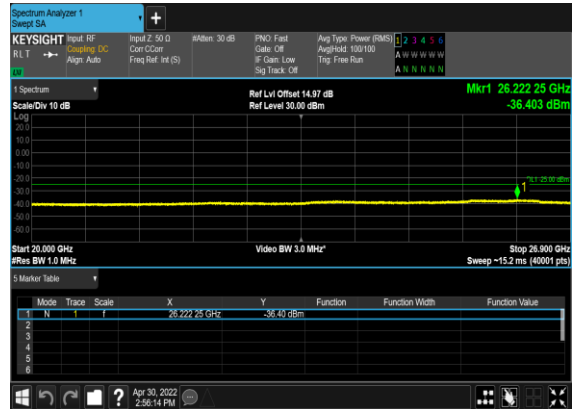 Spectrum Analyzer 1
Swept SA
KEYSIGHT Input: RF Input Z: 50 Ω #Atten: 30 dB PNO: Fast Avg Type: Power (RMS) 1 2 3 4 5 6
RLT Coupling: DC Corr CCorr Gate: Off Avg|Hold: 100/100 A W W W W W
Align: Auto Freq Ref: Int (S) IF Gain: Low Trig: Free Run
Sig Track: Off A N N N N N
1 Spectrum Ref Lvl Offset 14.97 dB Mkr1 26.222 25 GHz
Scale/Div 10 dB Ref Level 30.00 dBm -36.403 dBm
Log
20.0
10.0
0.00
-10.0
-20.0
DL1 -25.00 dBm
1
-30.0
-40.0
-50.0
-60.0
Start 20.000 GHz Video BW 3.0 MHz* Stop 26.900 GHz
#Res BW 1.0 MHz Sweep ~15.2 ms (40001 pts)
5 Marker Table
Mode Trace Scale X Y Function Function Width Function Value
1 N 1 f 26.222 25 GHz -36.40 dBm
2
3
4
5
6
? Apr 30, 2022
2:56:14 PM